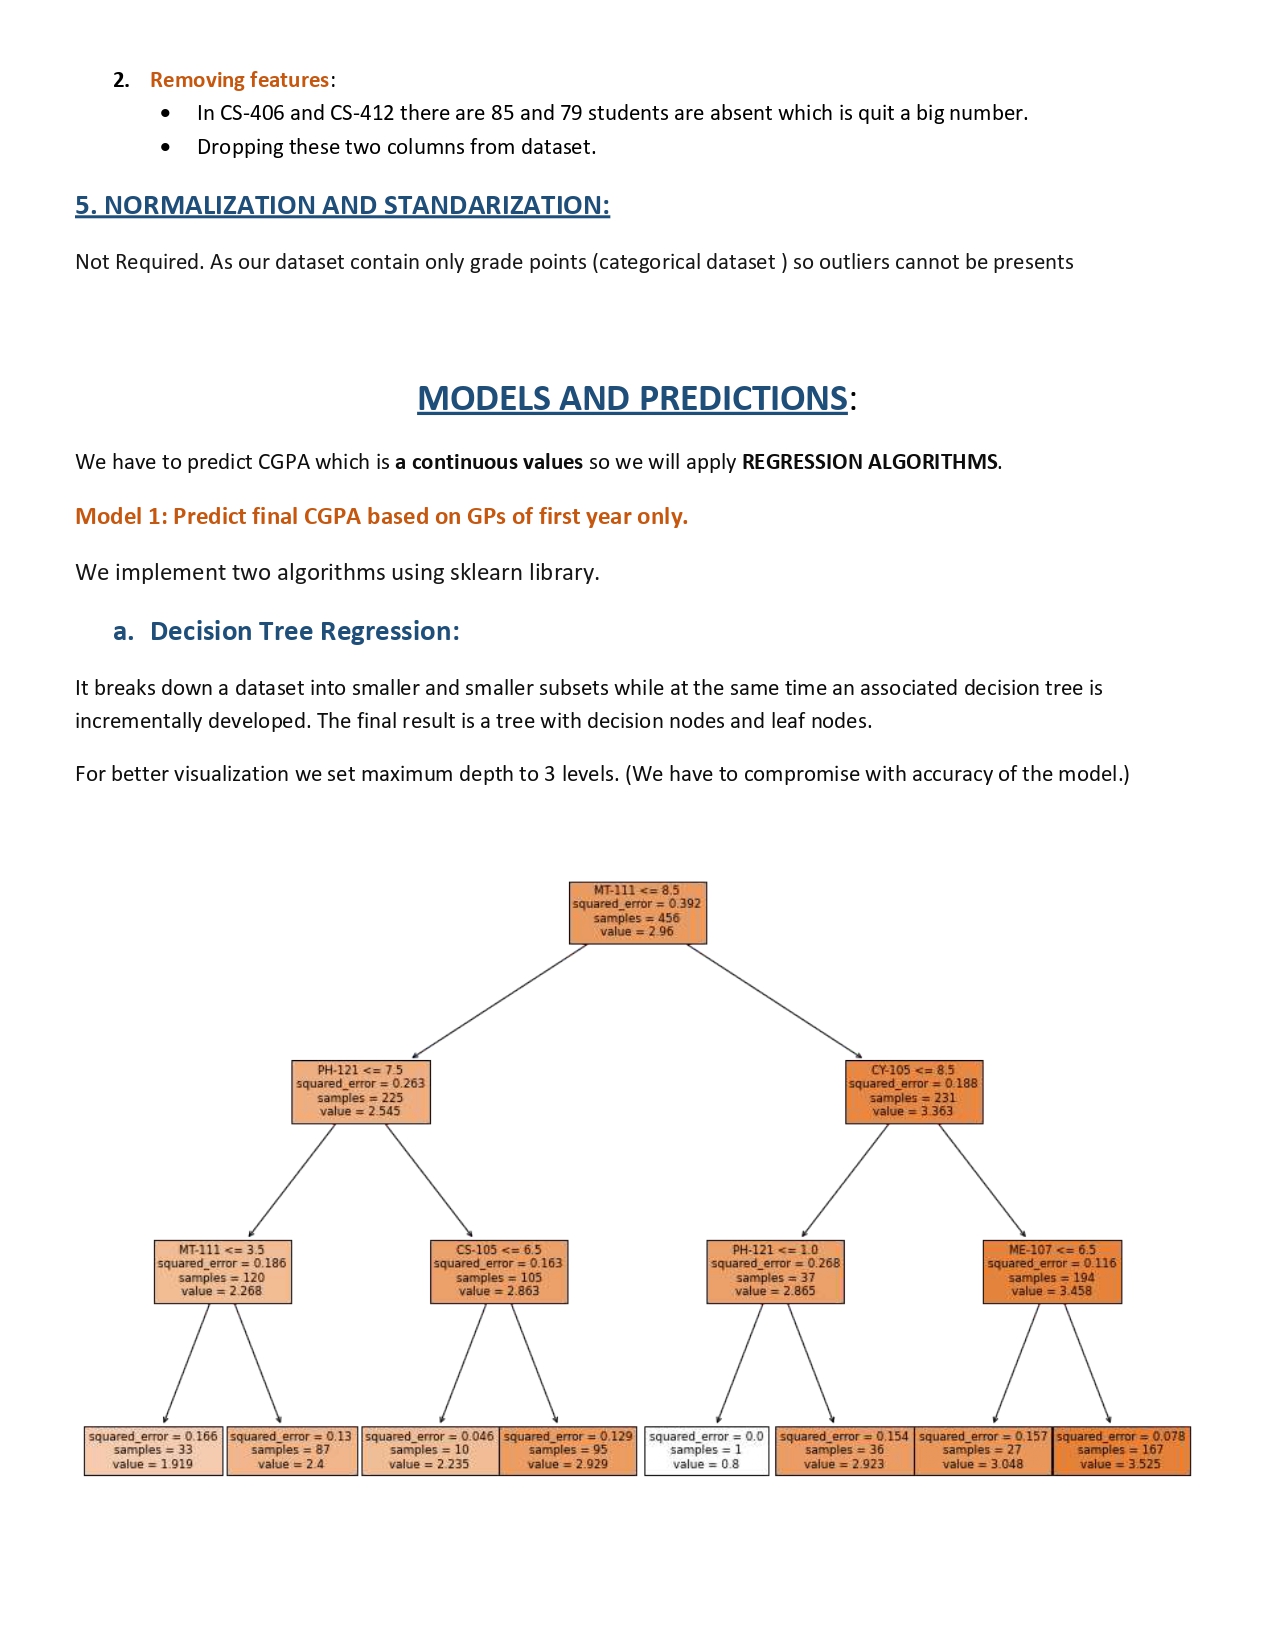 2. Removing features:
• In CS-406 and CS-412 there are 85 and 79 students are absent which is quit a big number.
• Dropping these two columns from dataset.
5. NORMALIZATION AND STANDARIZATION:
Not Required. As our dataset contain only grade points (categorical dataset ) so outliers cannot be presents
MODELS AND PREDICTIONS:
We have to predict CGPA which is a continuous values so we will apply REGRESSION ALGORITHMS.
Model 1: Predict final CGPA based on GPs of first year only.
We implement two algorithms using sklearn library.
a. Decision Tree Regression:
It breaks down a dataset into smaller and smaller subsets while at the same time an associated decision tree is
incrementally developed. The final result is a tree with decision nodes and leaf nodes.
For better visualization we set maximum depth to 3 levels. (We have to compromise with accuracy of the model.)
MT-111 <= 8.5
squared_error = 0.392
samples = 456
value = 2.96
PH-121 <= 7.5
squared_error = 0.263
samples = 225
value = 2.545
CY-105 <= 8.5
squared_error = 0.188
samples = 231
value = 3.363
MT-111 <= 3.5
squared_error = 0.186
samples = 120
value = 2.268
CS-105 <= 6.5
squared_error = 0.163
samples = 105
value = 2.863
PH-121 <= 1.0
squared_error = 0.268
samples = 37
value = 2.865
ME-107 <= 6.5
squared_error = 0.116
samples = 194
value = 3.458
squared_error = 0.166
samples = 33
value = 1.919
squared_error = 0.13
samples = 87
value = 2.4
squared_error = 0.046
samples = 10
value = 2.235
squared_error = 0.129
samples = 95
value = 2.929
squared_error = 0.0
samples = 1
value = 0.8
squared_error = 0.154
samples = 36
value = 2.923
squared_error = 0.157
samples = 27
value = 3.048
squared_error = 0.078
samples = 167
value = 3.525